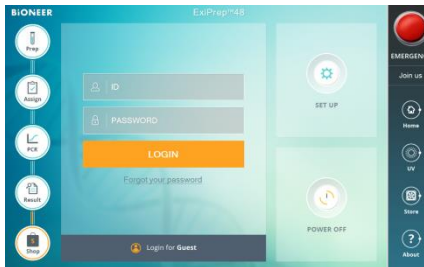 BiONEER
ExiPrep™48
Prep
Assign
PCR
Result
Shop
ID
PASSWORD
LOGIN
Forgot your password
Login for Guest
SET UP
POWER OFF
EMERGEN
Join us
Home
UV
Store
About